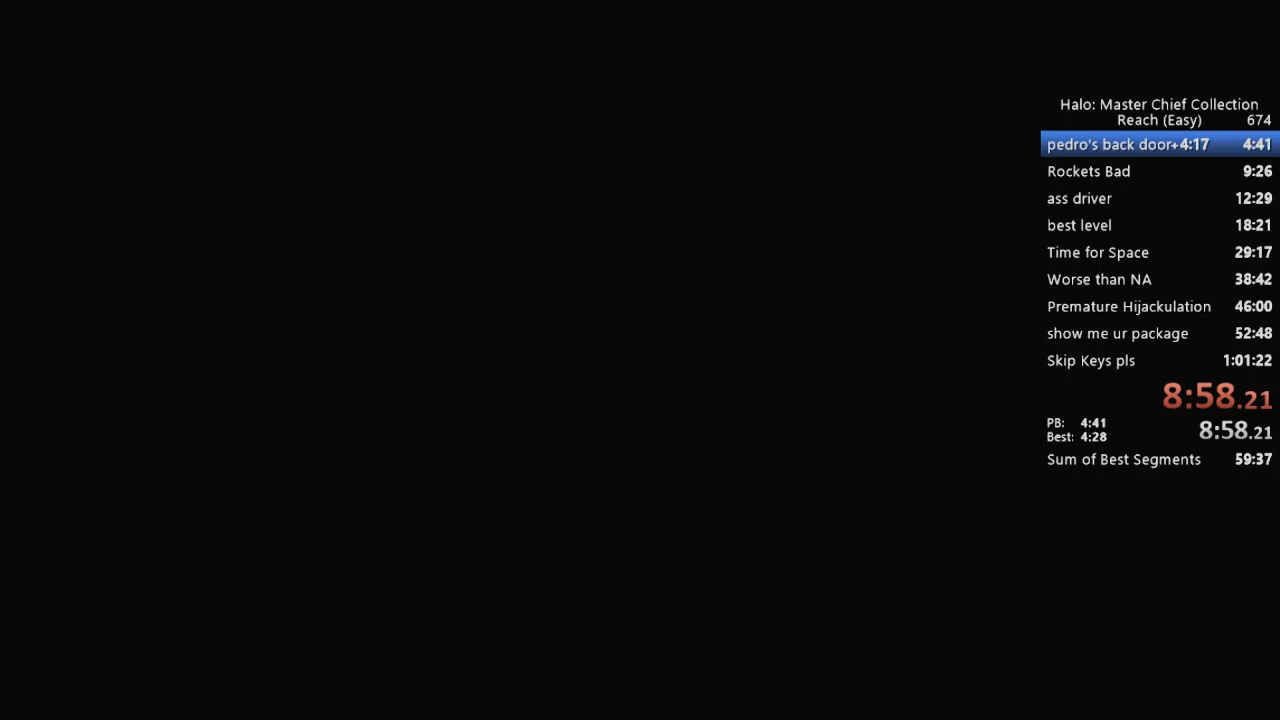 Halo: Master Chief Collection
Reach (Easy) 674
pedro's back door+4:17 4:41
Rockets Bad 9:26
ass driver 12:29
best level 18:21
Time for Space 29:17
Worse than NA 38:42
Premature Hijackulation 46:00
show me ur package 52:48
Skip Keys pls 1:01:22
8:58.21
PB: 4:41
Best: 4:28 8:58.21
Sum of Best Segments 59:37